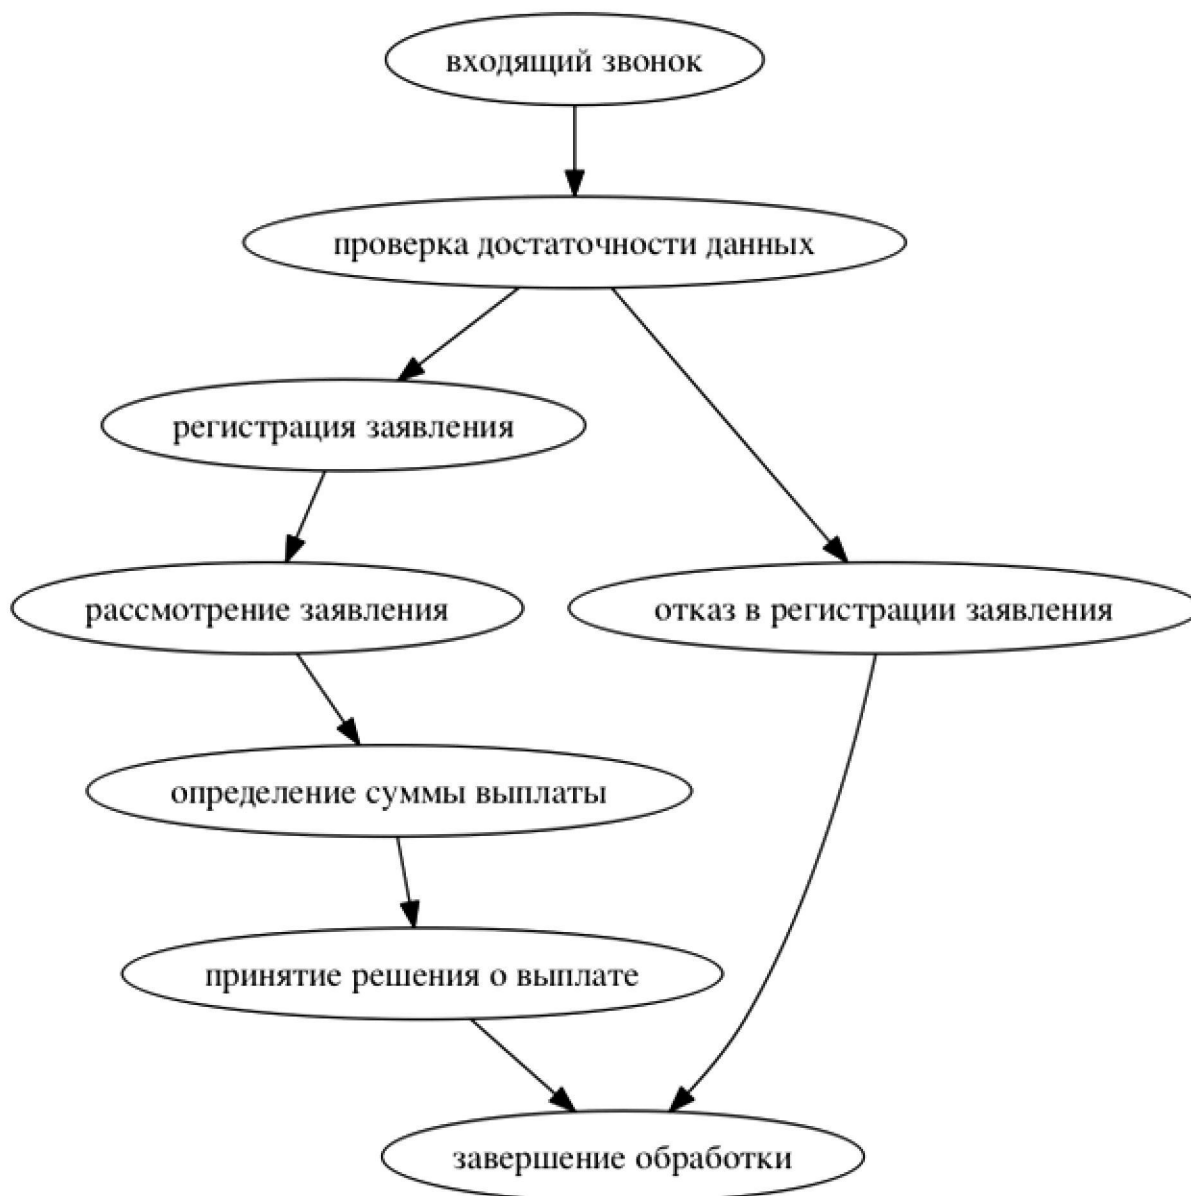 входящий звонок
проверка достаточности данных
регистрация заявления
рассмотрение заявления
отказ в регистрации заявления
определение суммы выплаты
принятие решения о выплате
завершение обработки